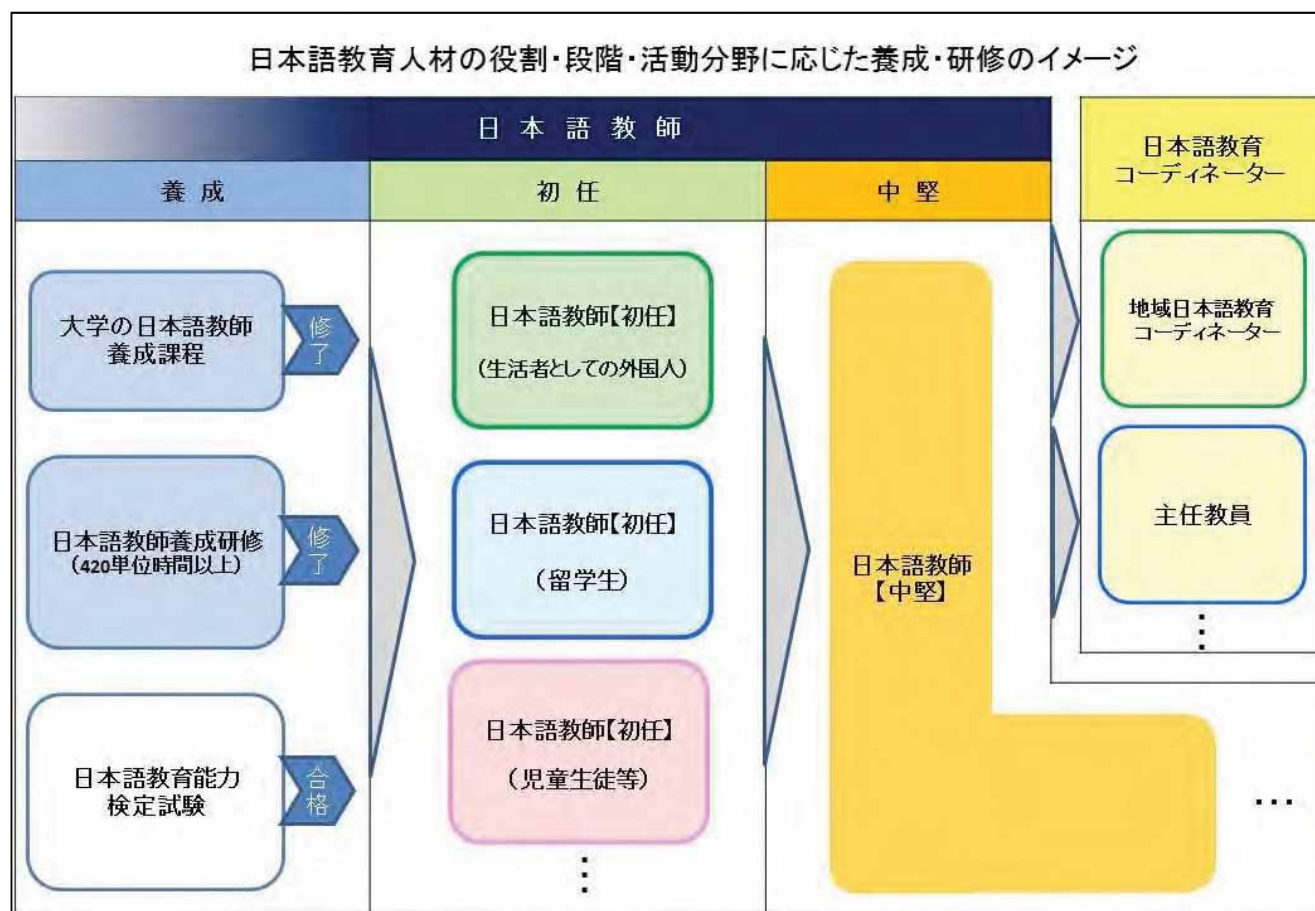 日本語教育人材の役割・段階・活動分野に応じた養成・研修のイメージ
日本語教師
養成
初任
中堅
日本語教育
コーディネーター
大学の日本語教師
養成課程
修了
日本語教師養成研修
(420単位時間以上)
修了
日本語教育能力
検定試験
合格
日本語教師【初任】
(生活者としての外国人)
日本語教師【初任】
(留学生)
日本語教師【初任】
(児童生徒等)
⋮
日本語教師
【中堅】
地域日本語教育
コーディネーター
主任教員
⋮
…